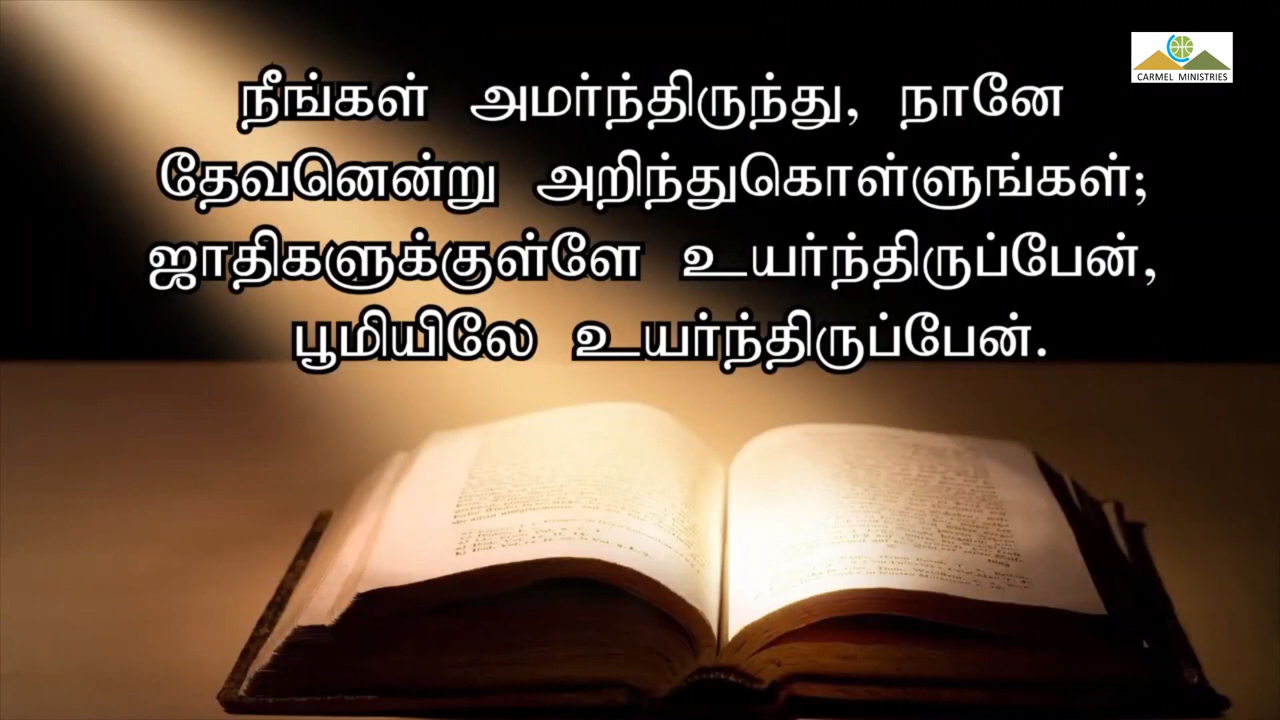 CARMEL MINISTRIES
நீங்கள் அமர்ந்திருந்து, நானே
தேவனென்று அறிந்துகொள்ளுங்கள்;
ஜாதிகளுக்குள்ளே உயர்ந்திருப்பேன்,
பூமியிலே உயர்ந்திருப்பேன்.